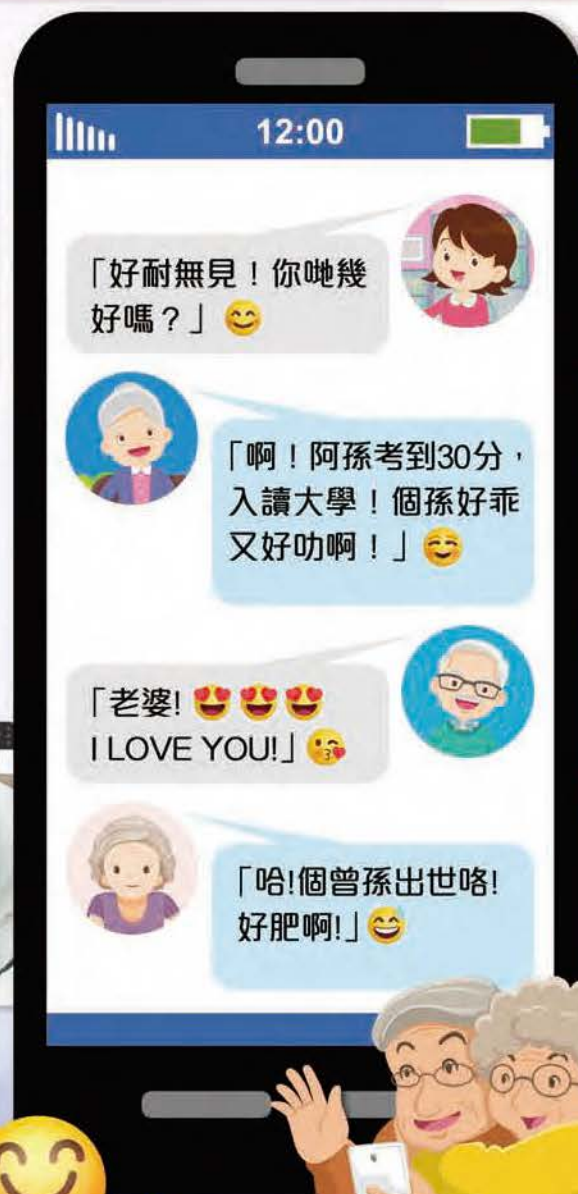 12:00
「好耐無見！你哋幾
好嗎？」😊
「啊！阿孫考到30分，
入讀大學！個孫好乖
又好叻啊！」☺️
「老婆! 😍😍😍
I LOVE YOU!」😘
「哈!個曾孫出世咯!
好肥啊!」😅